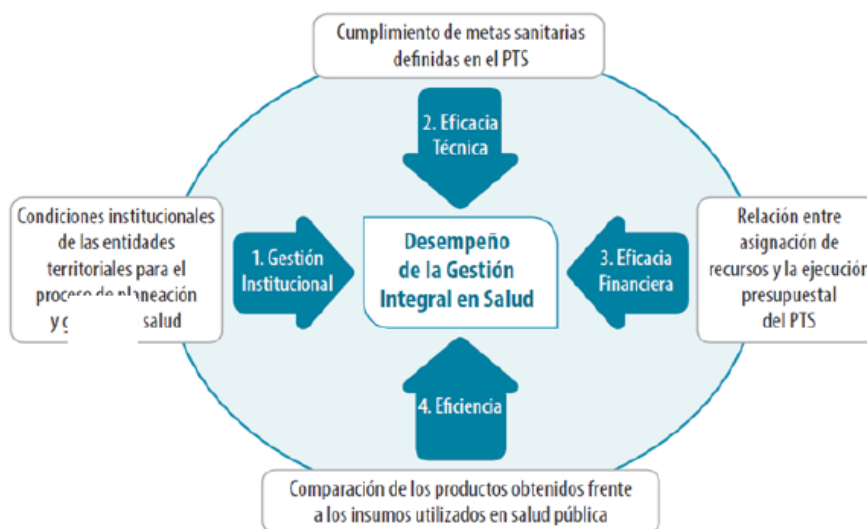 Cumplimiento de metas sanitarias
definidas en el PTS
2. Eficacia
Técnica
Condiciones institucionales
de las entidades
territoriales para el
proceso de planeación
y salud
1. Gestión
Institucional
Desempeño
de la Gestión
Integral en Salud
3. Eficacia
Financiera
Relación entre
asignación de
recursos y la ejecución
presupuestal
del PTS
4. Eficiencia
Comparación de los productos obtenidos frente
a los insumos utilizados en salud pública